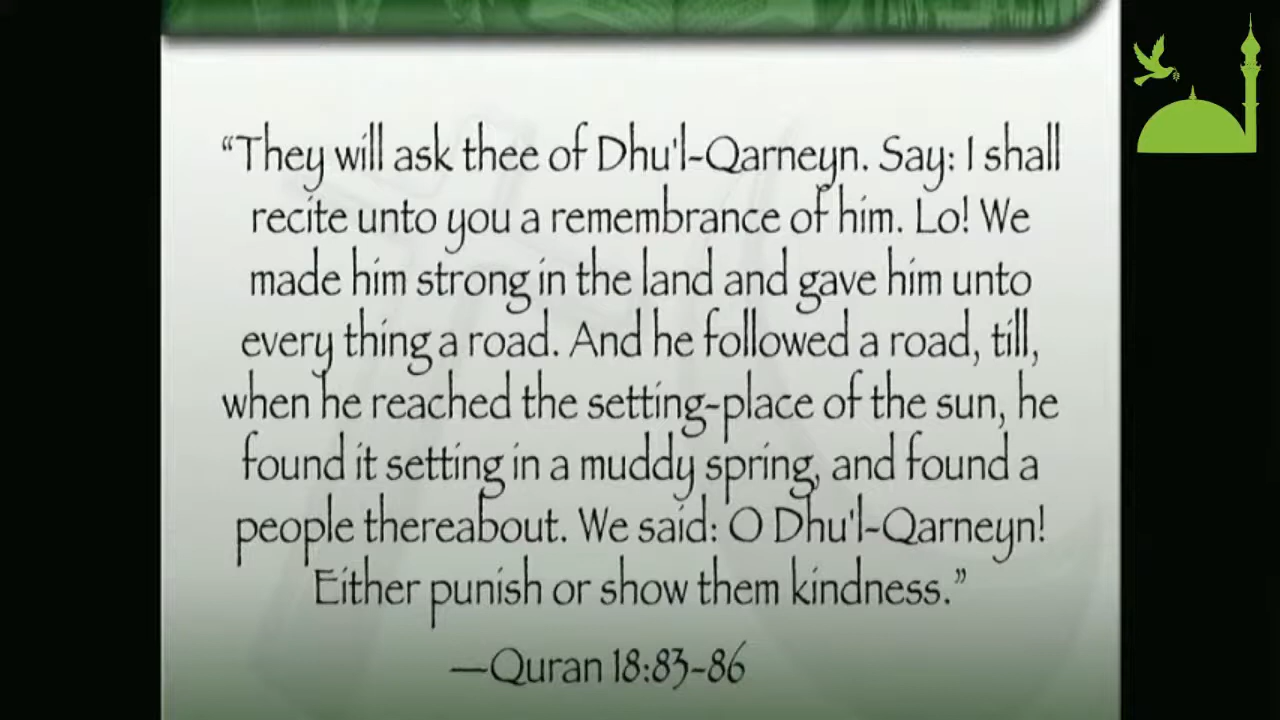 “They will ask thee of Dhu'l-Qarneyn. Say: I shall
recite unto you a remembrance of him. Lo! We
made him strong in the land and gave him unto
every thing a road. And he followed a road, till,
when he reached the setting-place of the sun, he
found it setting in a muddy spring, and found a
people thereabout. We said: O Dhu'l-Qarneyn!
Either punish or show them kindness.”
—Quran 18:83-86